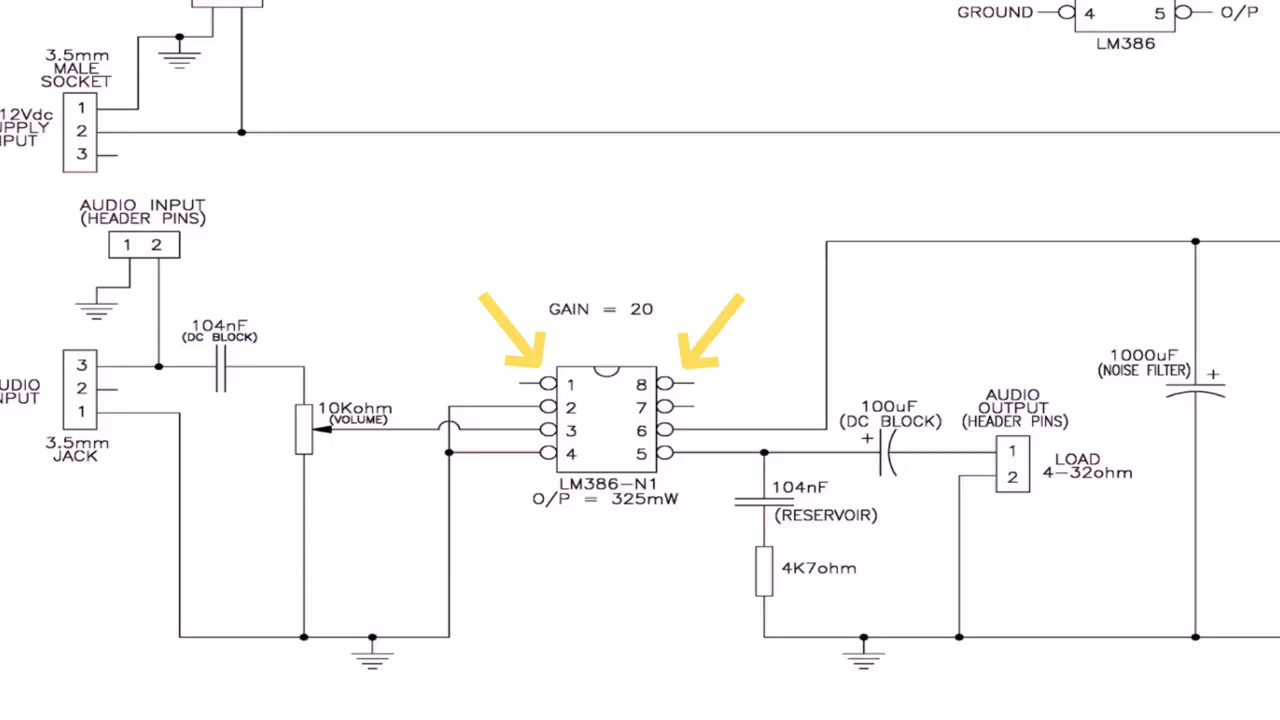 GROUND
4
5
O/P
LM386
3.5mm
MALE
SOCKET
12Vdc
1
2
3
AUDIO INPUT
(HEADER PINS)
1 2
104nF
(DC BLOCK)
3
2
1
INPUT
3.5mm
JACK
10Kohm
(VOLUME)
GAIN = 20
1 8
2 7
3 6
4 5
LM386-N1
O/P = 325mW
100uF
(DC BLOCK)
+
AUDIO
OUTPUT
(HEADER PINS)
1
2
LOAD
4-32ohm
104nF
(RESERVOIR)
4K7ohm
1000uF
(NOISE FILTER)
+